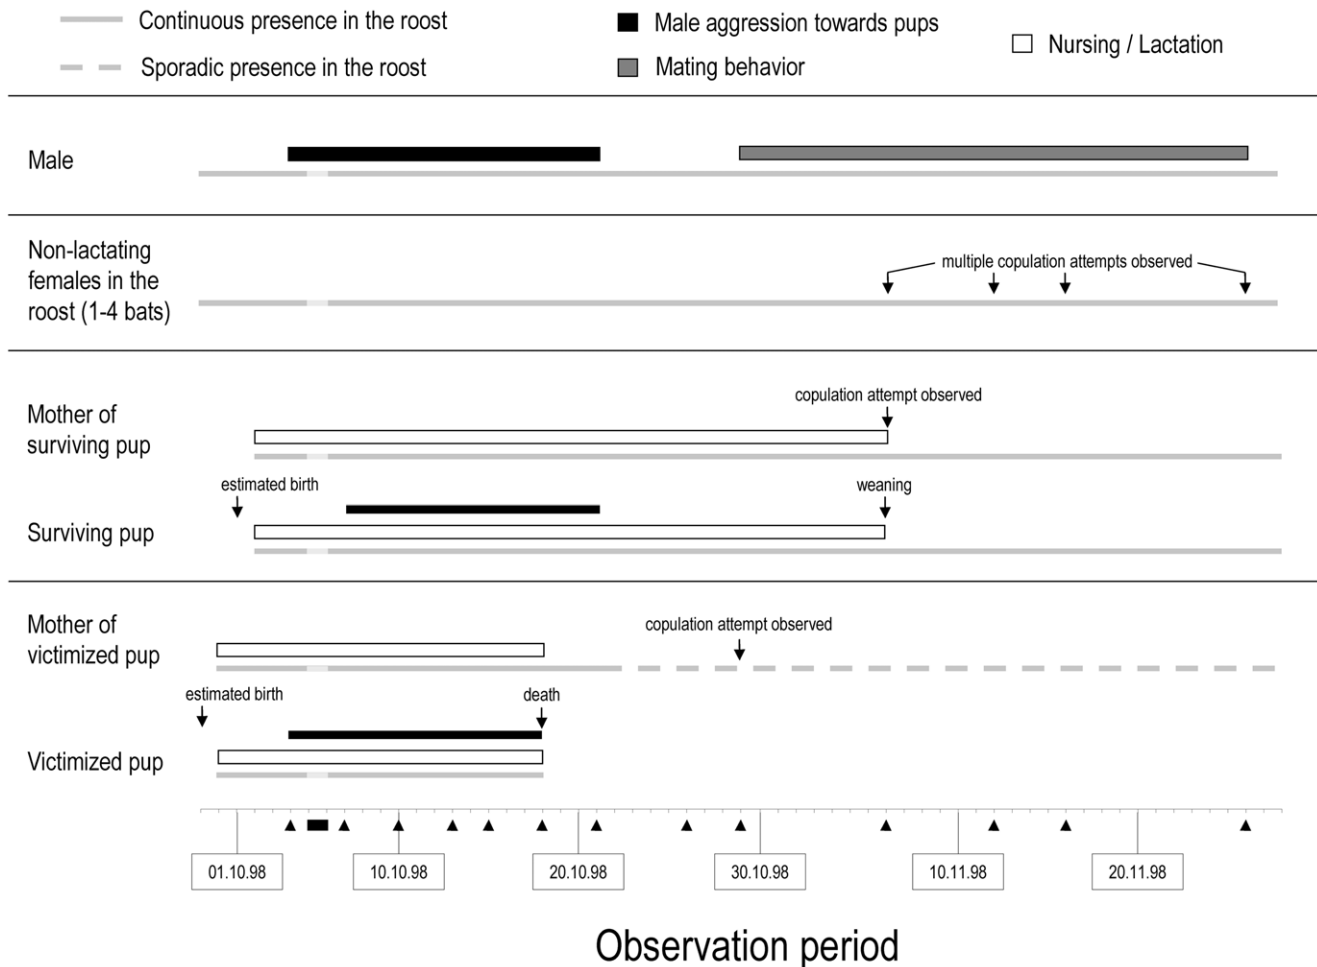 Continuous presence in the roost
Male aggression towards pups
Nursing / Lactation
Sporadic presence in the roost
Mating behavior
Male
Non-lactating
females in the
roost (1-4 bats)
multiple copulation attempts observed
copulation attempt observed
Mother of
surviving pup
estimated birth
weaning
Surviving pup
Mother of
victimized pup
copulation attempt observed
estimated birth
death
Victimized pup
01.10.98
10.10.98
20.10.98
30.10.98
10.11.98
20.11.98
Observation period